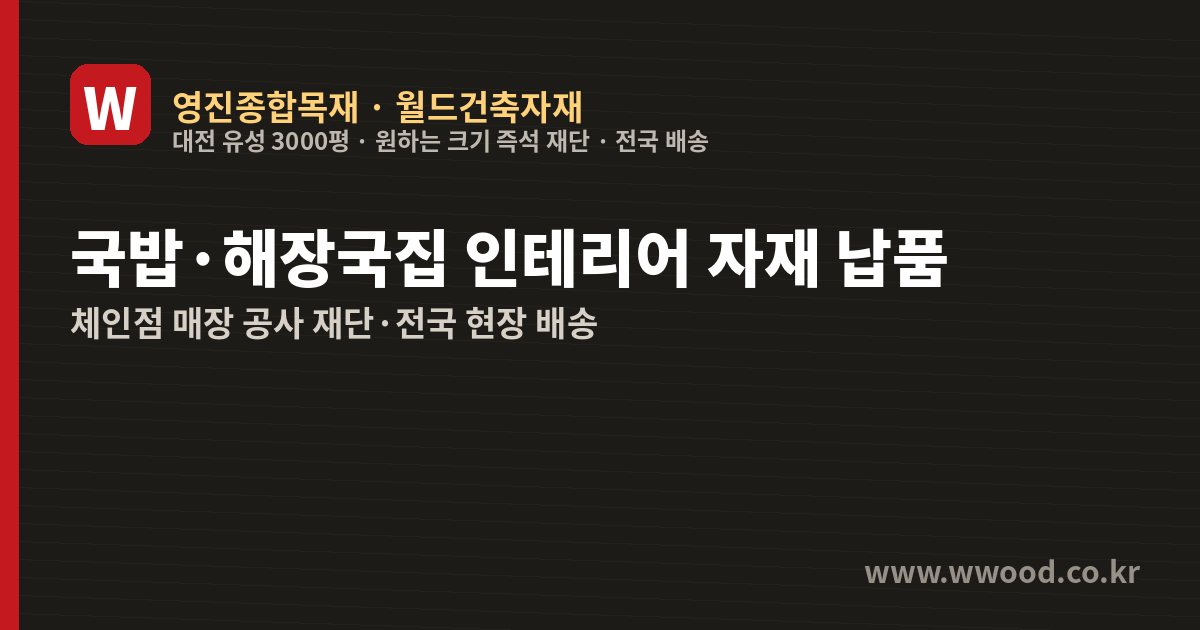 W
영진종합목재 · 월드건축자재
대전 유성 3000평 · 원하는 크기 즉석 재단 · 전국 배송
국밥·해장국집 인테리어 자재 납품
체인점 매장 공사 재단·전국 현장 배송
www.wwood.co.kr